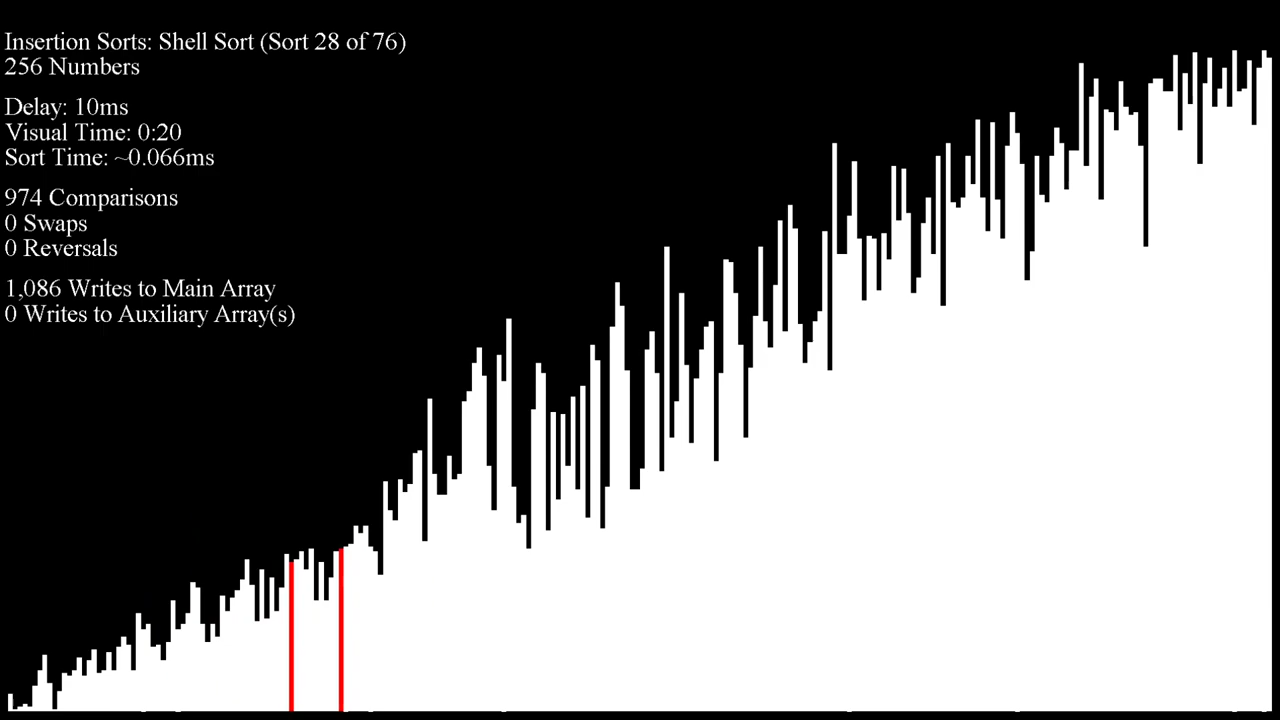 Insertion Sorts: Shell Sort (Sort 28 of 76)
256 Numbers
Delay: 10ms
Visual Time: 0:20
Sort Time: ~0.066ms
974 Comparisons
0 Swaps
0 Reversals
1,086 Writes to Main Array
0 Writes to Auxiliary Array(s)